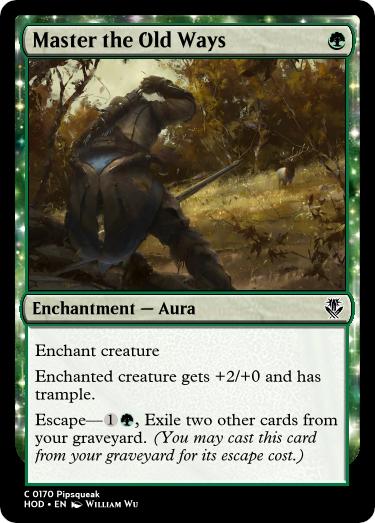 Master the Old Ways
Enchantment — Aura
Enchant creature
Enchanted creature gets +2/+0 and has
trample.
Escape—1, Exile two other cards from
your graveyard. (You may cast this card
from your graveyard for its escape cost.)
C 0170 Pipsqueak
HOD • EN William Wu